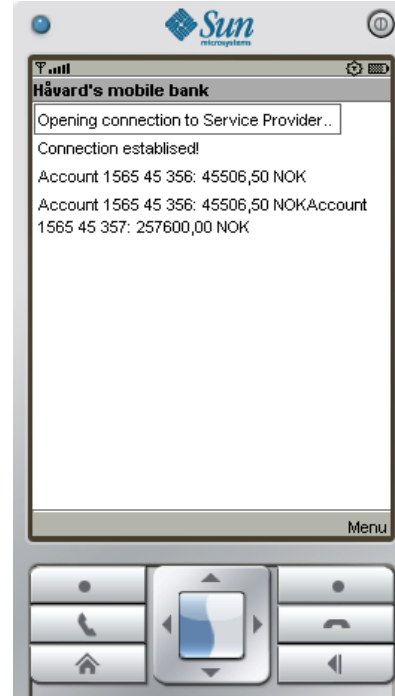 Sun
microsystems
Håvard's mobile bank
Opening connection to Service Provider..
Connection establised!
Account 1565 45 356: 45506,50 NOK
Account 1565 45 356: 45506,50 NOKAccount
1565 45 357: 257600,00 NOK
Menu